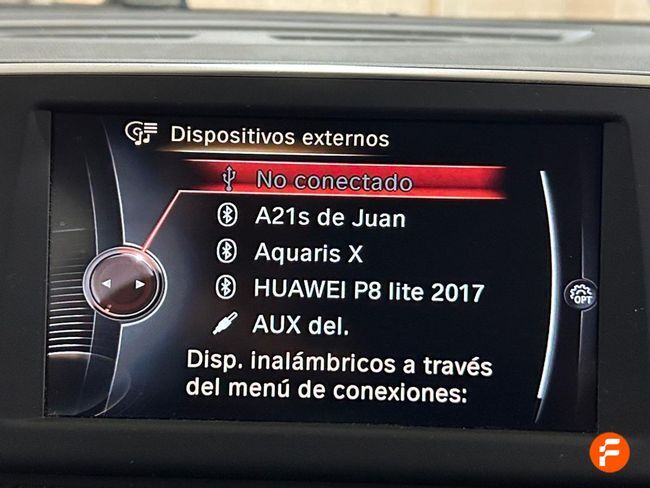 Dispositivos externos
No conectado
A21s de Juan
Aquaris X
HUAWEI P8 lite 2017
AUX del.
OPT
Disp. inalámbricos a través
del menú de conexiones: